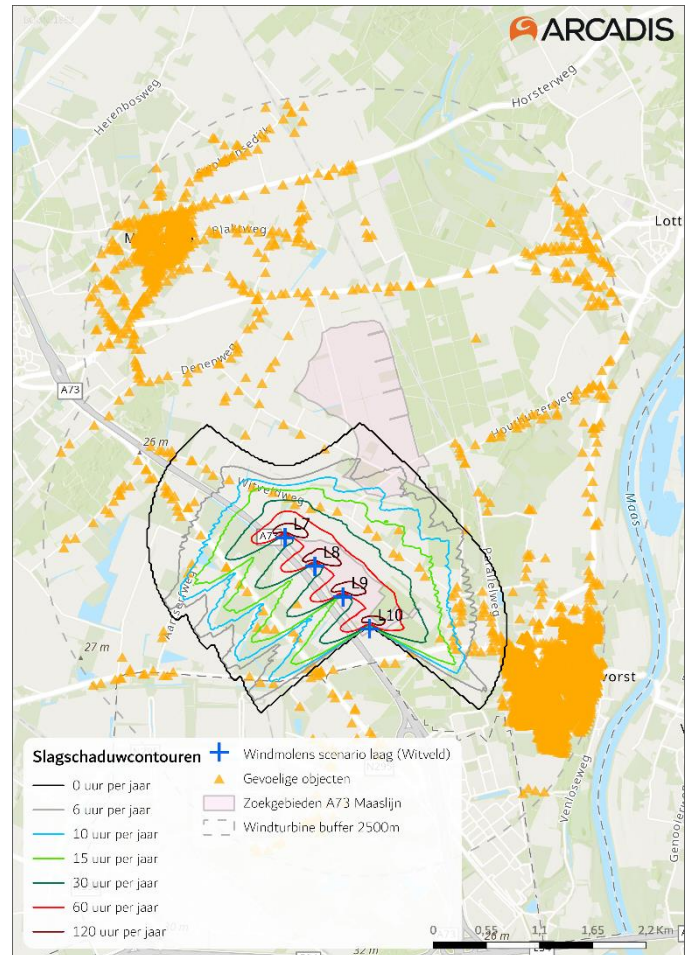 ARCADIS
Herenbosweg
Horsterweg
Lott
A73
Denenweg
26 m
Houthuizerweg
Maas
Witveldweg
L7
A73
L8
L9
L10
Parallelweg
27 m
vorst
Venloseweg
Slagschaduwcontouren
0 uur per jaar
6 uur per jaar
10 uur per jaar
15 uur per jaar
30 uur per jaar
60 uur per jaar
120 uur per jaar
Windmolens scenario laag (Witveld)
Gevoelige objecten
Zoekgebieden A73 Maaslijn
Windturbine buffer 2500m
0 0,55 1,1 1,65 2,2 Km
26 m
32 m